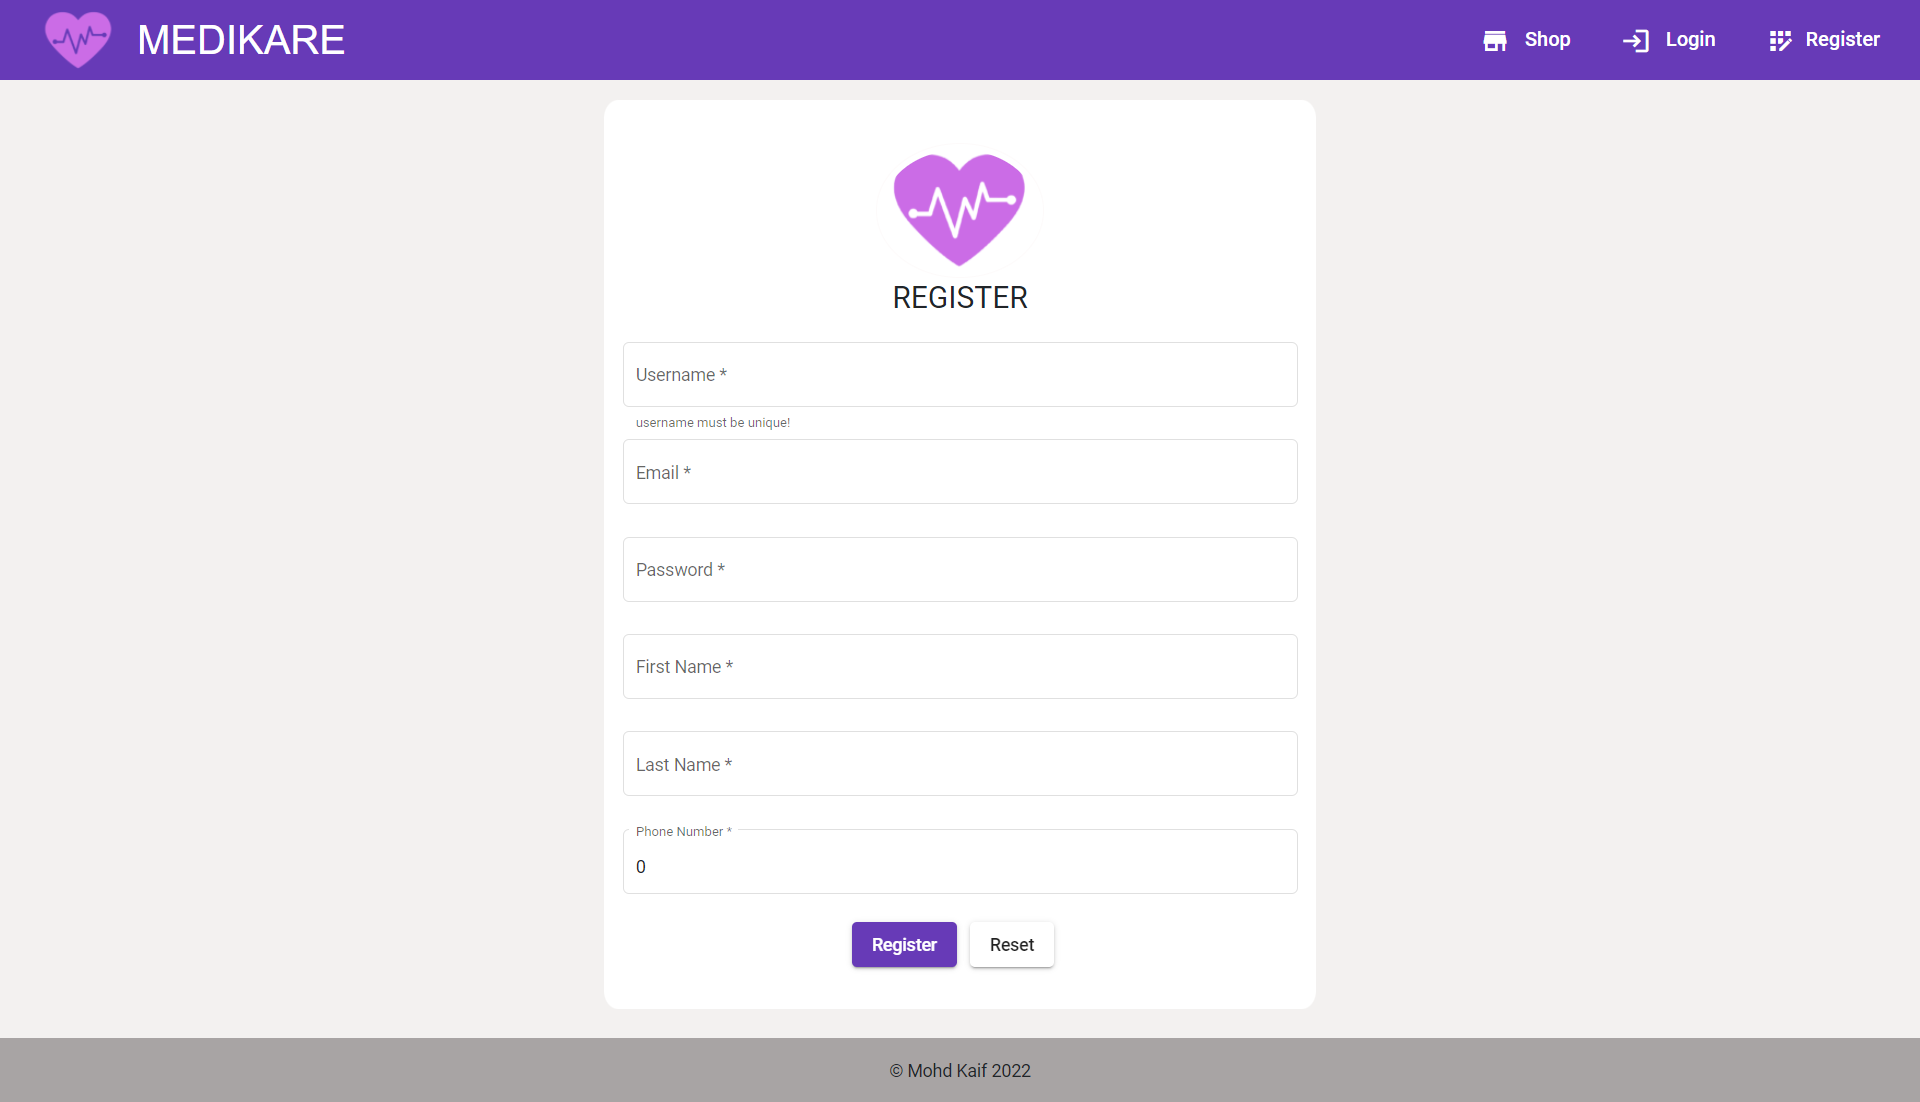 MEDIKARE
Shop
Login
Register
REGISTER
Username *
username must be unique!
Email *
Password *
First Name *
Last Name *
Phone Number *
0
Register
Reset
© Mohd Kaif 2022